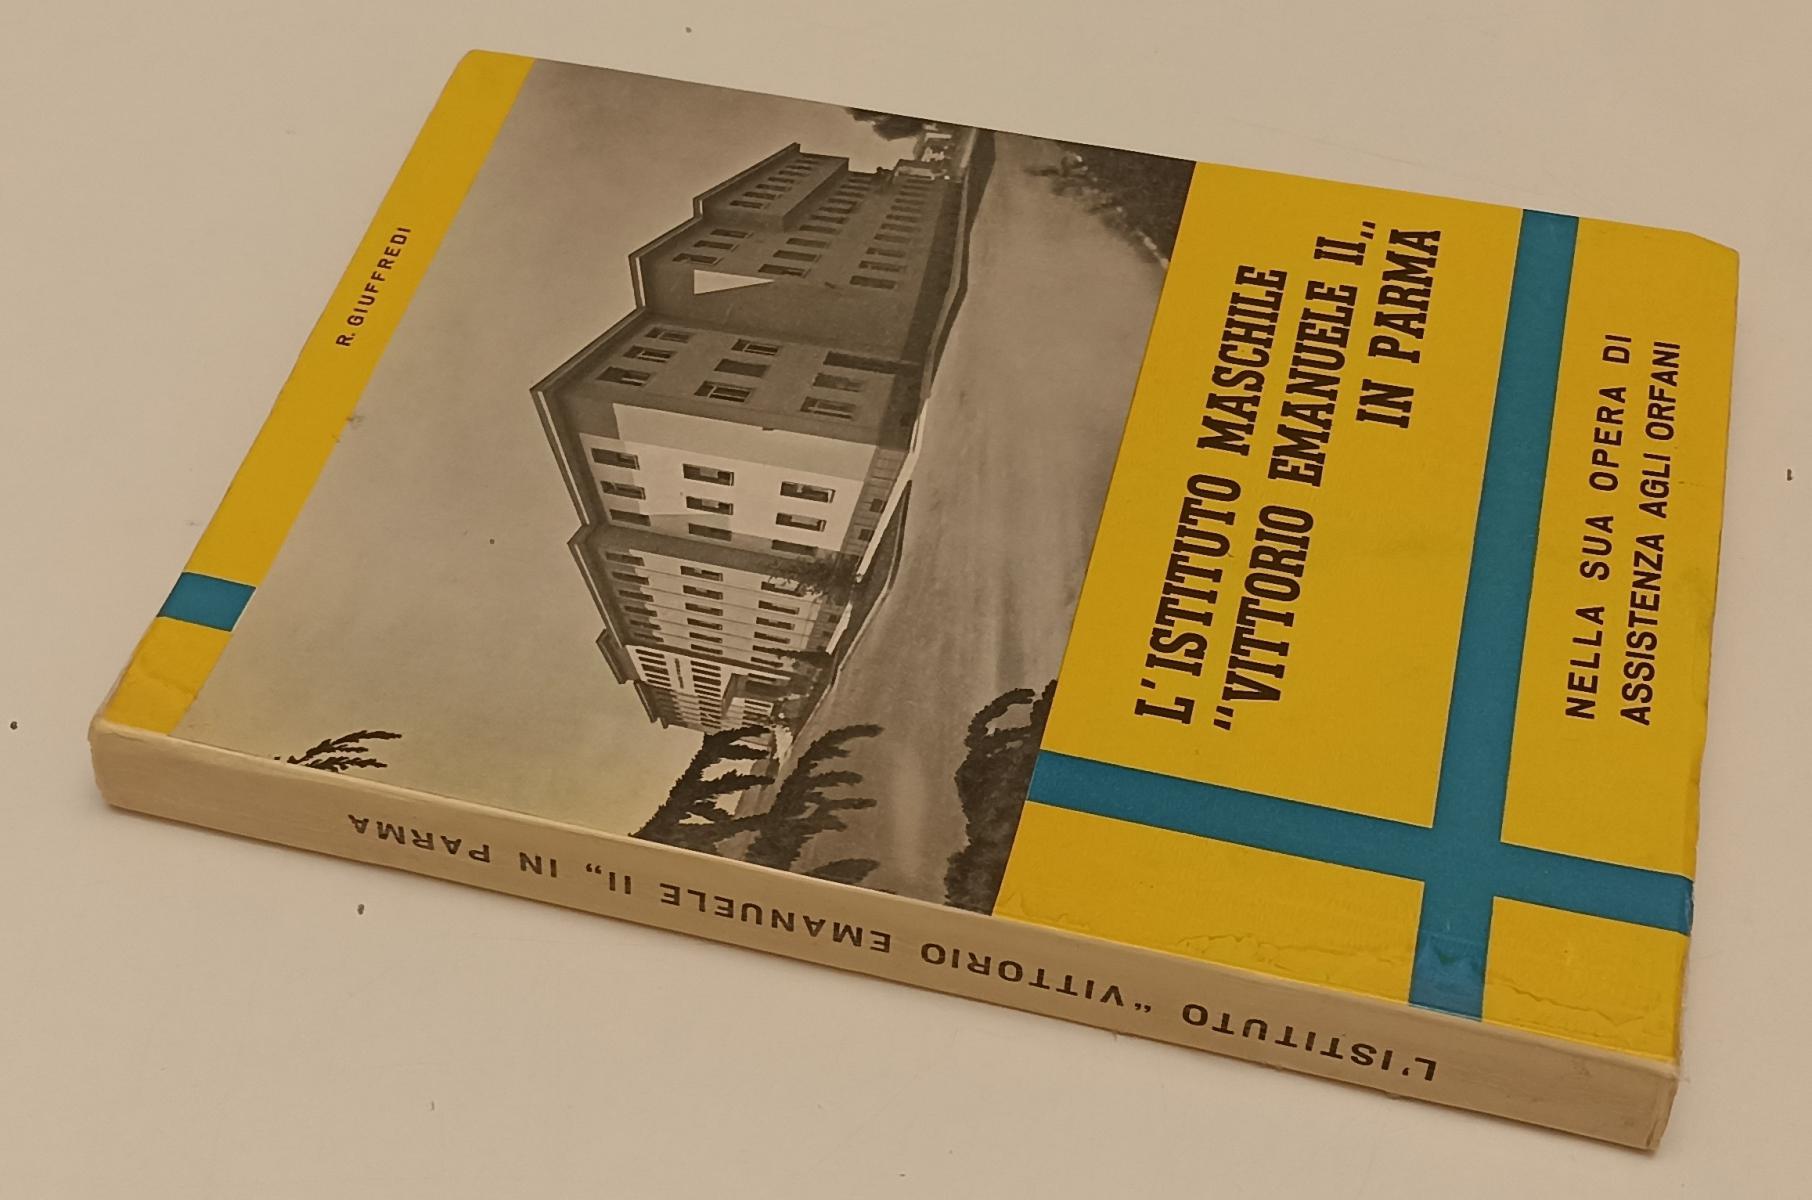 R. GIUFFREDI
L'ISTITUTO MASCHILE
“VITTORIO EMANUELE II„
IN PARMA
NELLA SUA OPERA DI
ASSISTENZA AGLI ORFANI
L'ISTITUTO “VITTORIO EMANUELE II„ IN PARMA